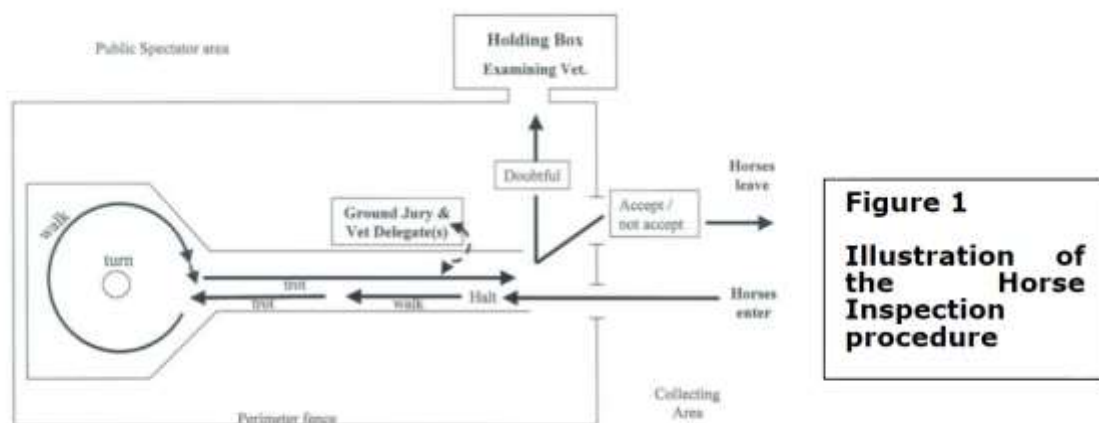 Public Spectator area
Holding Box
Examining Vet.
Doubtful
Horses
leave
Accept /
not accept
Ground Jury &
Vet Delegate(s)
walk
turn
trot
trot
walk
Halt
Horses
enter
Collecting
Area
Perimeter fence
Figure 1
Illustration of
the Horse
Inspection
procedure